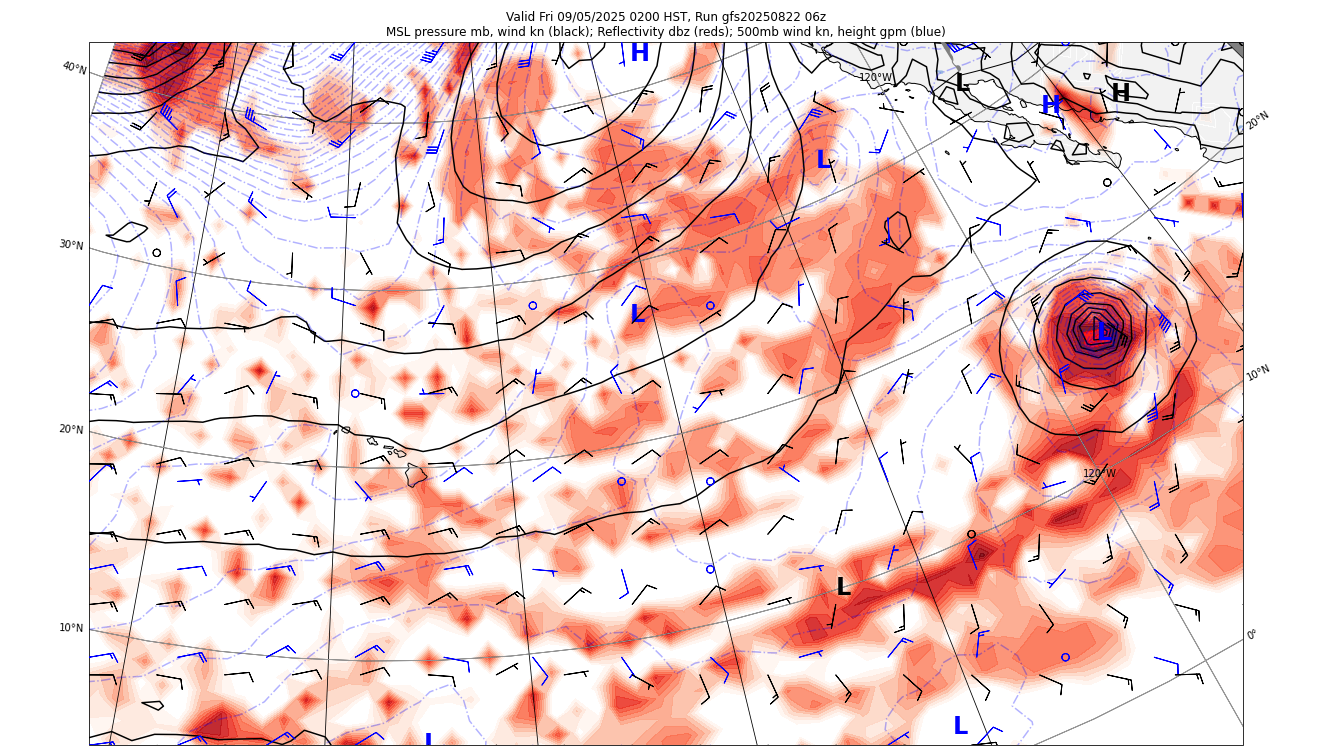 Valid Fri 09/05/2025 0200 HST, Run gfs20250822 06z
MSL pressure mb, wind kn (black); Reflectivity dbz (reds); 500mb wind kn, height gpm (blue)
H
40°N
120°W
L
H
H
20°N
L
30°N
L
L
10°N
20°N
120°W
L
10°N
0°
L
L